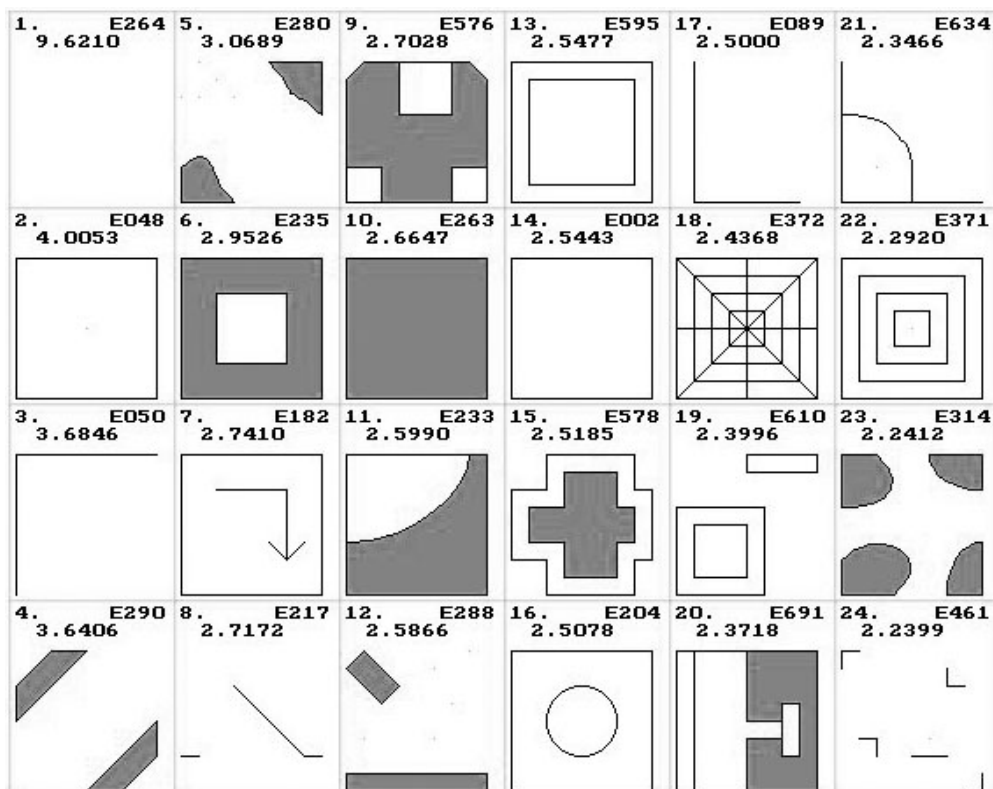 1. E264
9.6210
5. E280
3.0689
9. E576
2.7028
13. E595
2.5477
17. E089
2.5000
21. E634
2.3466
2. E048
4.0053
6. E235
2.9526
10. E263
2.6647
14. E002
2.5443
18. E372
2.4368
22. E371
2.2920
3. E050
3.6846
7. E182
2.7410
11. E233
2.5990
15. E578
2.5185
19. E610
2.3996
23. E314
2.2412
4. E290
3.6406
8. E217
2.7172
12. E288
2.5866
16. E204
2.5078
20. E691
2.3718
24. E461
2.2399